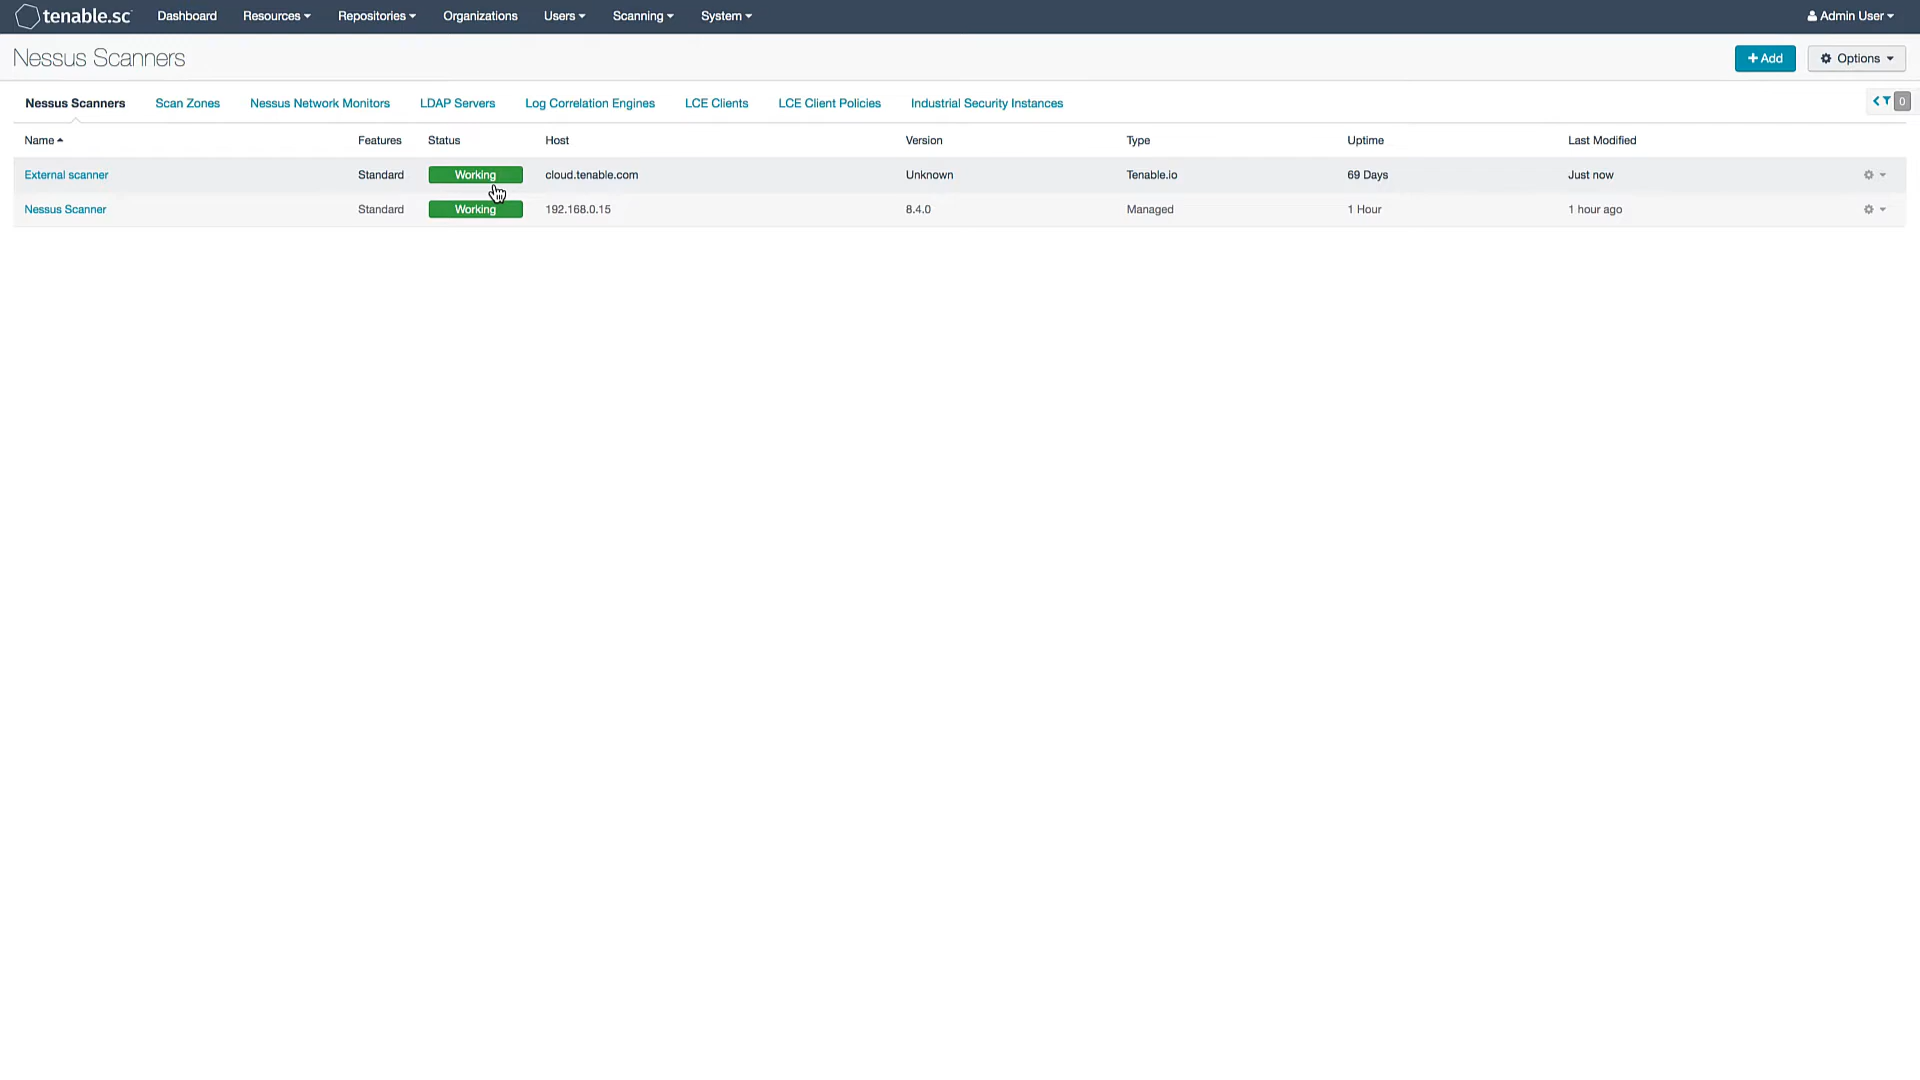 tenable.sc Dashboard Resources Repositories Organizations Users Scanning System Admin User
Nessus Scanners + Add Options
Nessus Scanners Scan Zones Nessus Network Monitors LDAP Servers Log Correlation Engines LCE Clients LCE Client Policies Industrial Security Instances 0
Name Features Status Host Version Type Uptime Last Modified
External scanner Standard Working cloud.tenable.com Unknown Tenable.io 69 Days Just now
Nessus Scanner Standard Working 192.168.0.15 8.4.0 Managed 1 Hour 1 hour ago